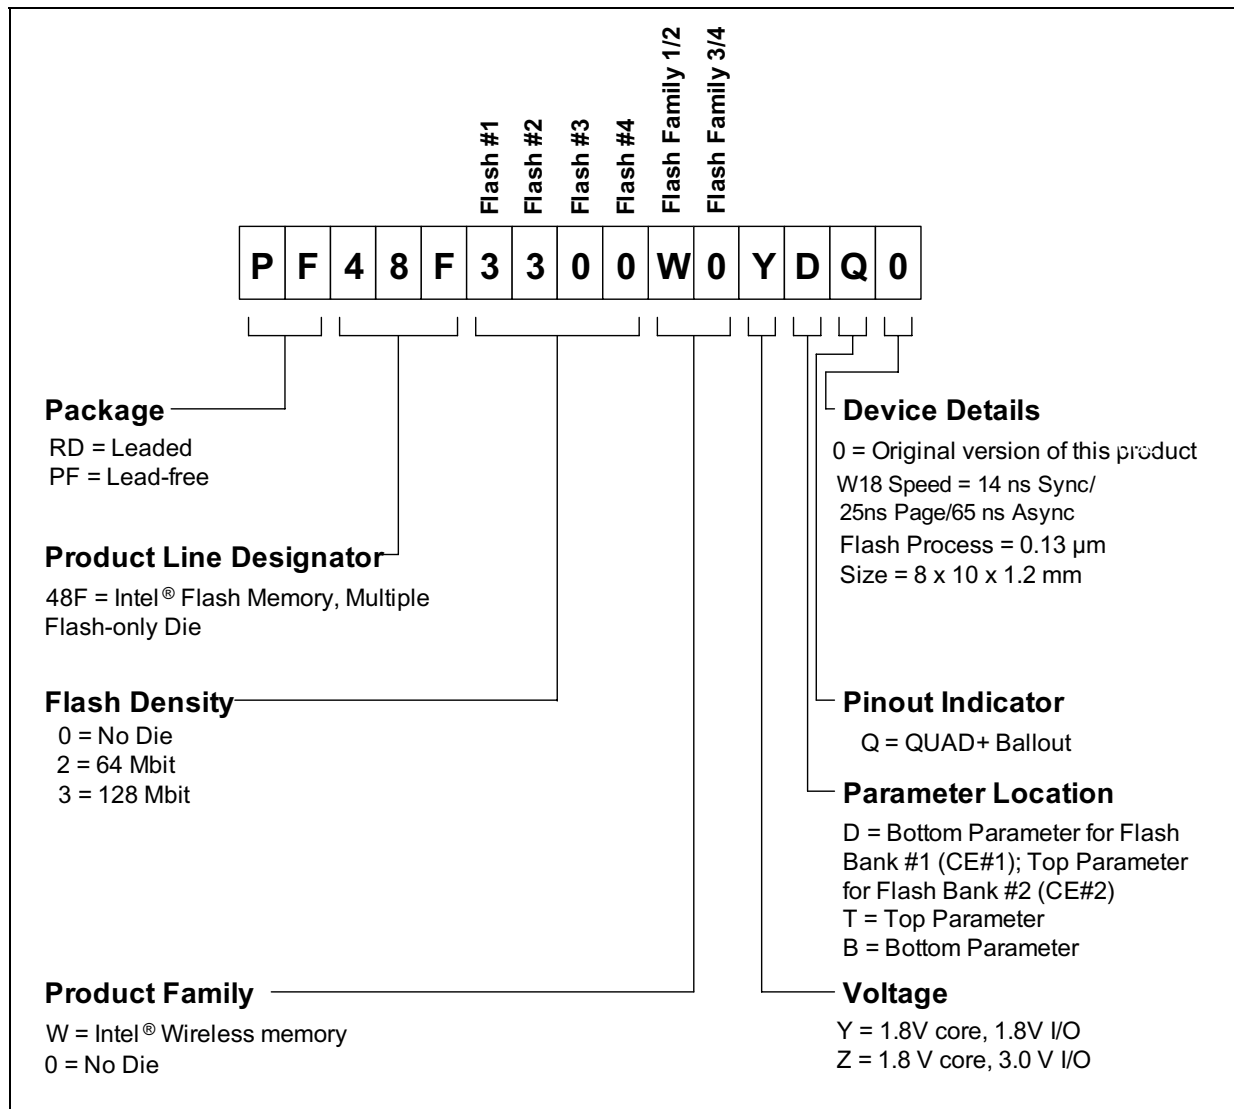 Flash #1
Flash #2
Flash #3
Flash #4
Flash Family 1/2
Flash Family 3/4
P F 4 8 F 3 3 0 0 W 0 Y D Q 0
Package
RD = Leaded
PF = Lead-free
Product Line Designator
48F = Intel® Flash Memory, Multiple
Flash-only Die
Flash Density
0 = No Die
2 = 64 Mbit
3 = 128 Mbit
Product Family
W = Intel® Wireless memory
0 = No Die
Device Details
0 = Original version of this product
W18 Speed = 14 ns Sync/
25ns Page/65 ns Async
Flash Process = 0.13 µm
Size = 8 x 10 x 1.2 mm
Pinout Indicator
Q = QUAD+ Ballout
Parameter Location
D = Bottom Parameter for Flash
Bank #1 (CE#1); Top Parameter
for Flash Bank #2 (CE#2)
T = Top Parameter
B = Bottom Parameter
Voltage
Y = 1.8V core, 1.8V I/O
Z = 1.8 V core, 3.0 V I/O